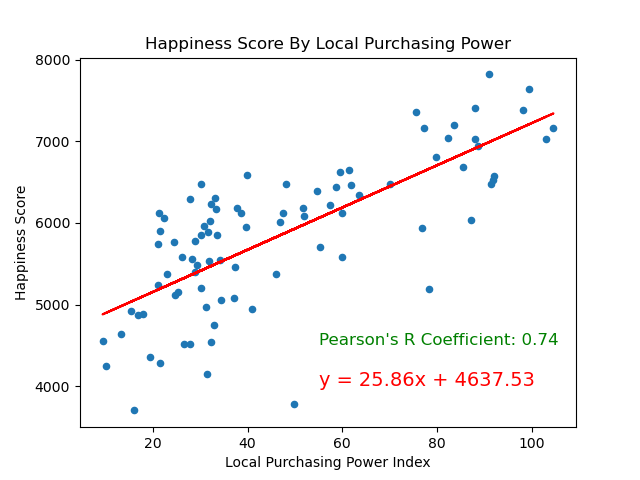 Happiness Score By Local Purchasing Power
8000
7000
6000
5000
4000
Happiness Score
Pearson's R Coefficient: 0.74
y = 25.86x + 4637.53
20 40 60 80 100
Local Purchasing Power Index